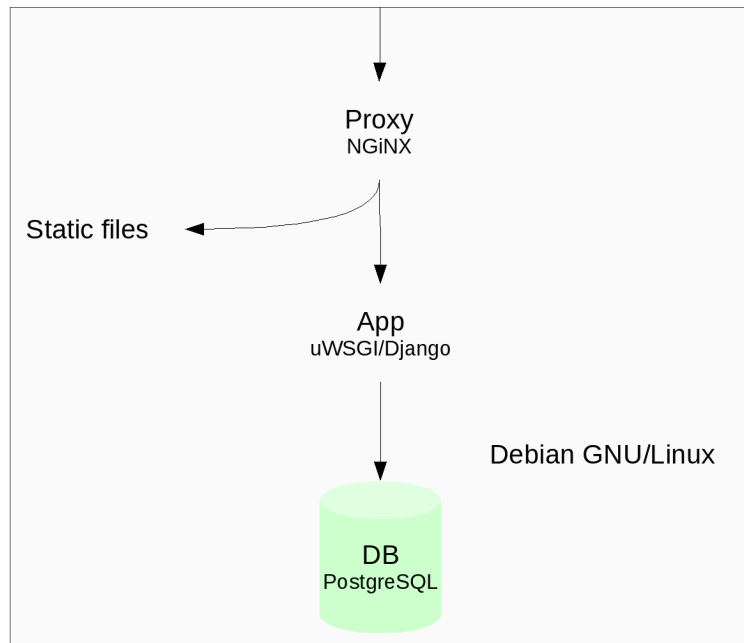 Proxy
NGiNX
Static files
App
uWSGI/Django
Debian GNU/Linux
DB
PostgreSQL